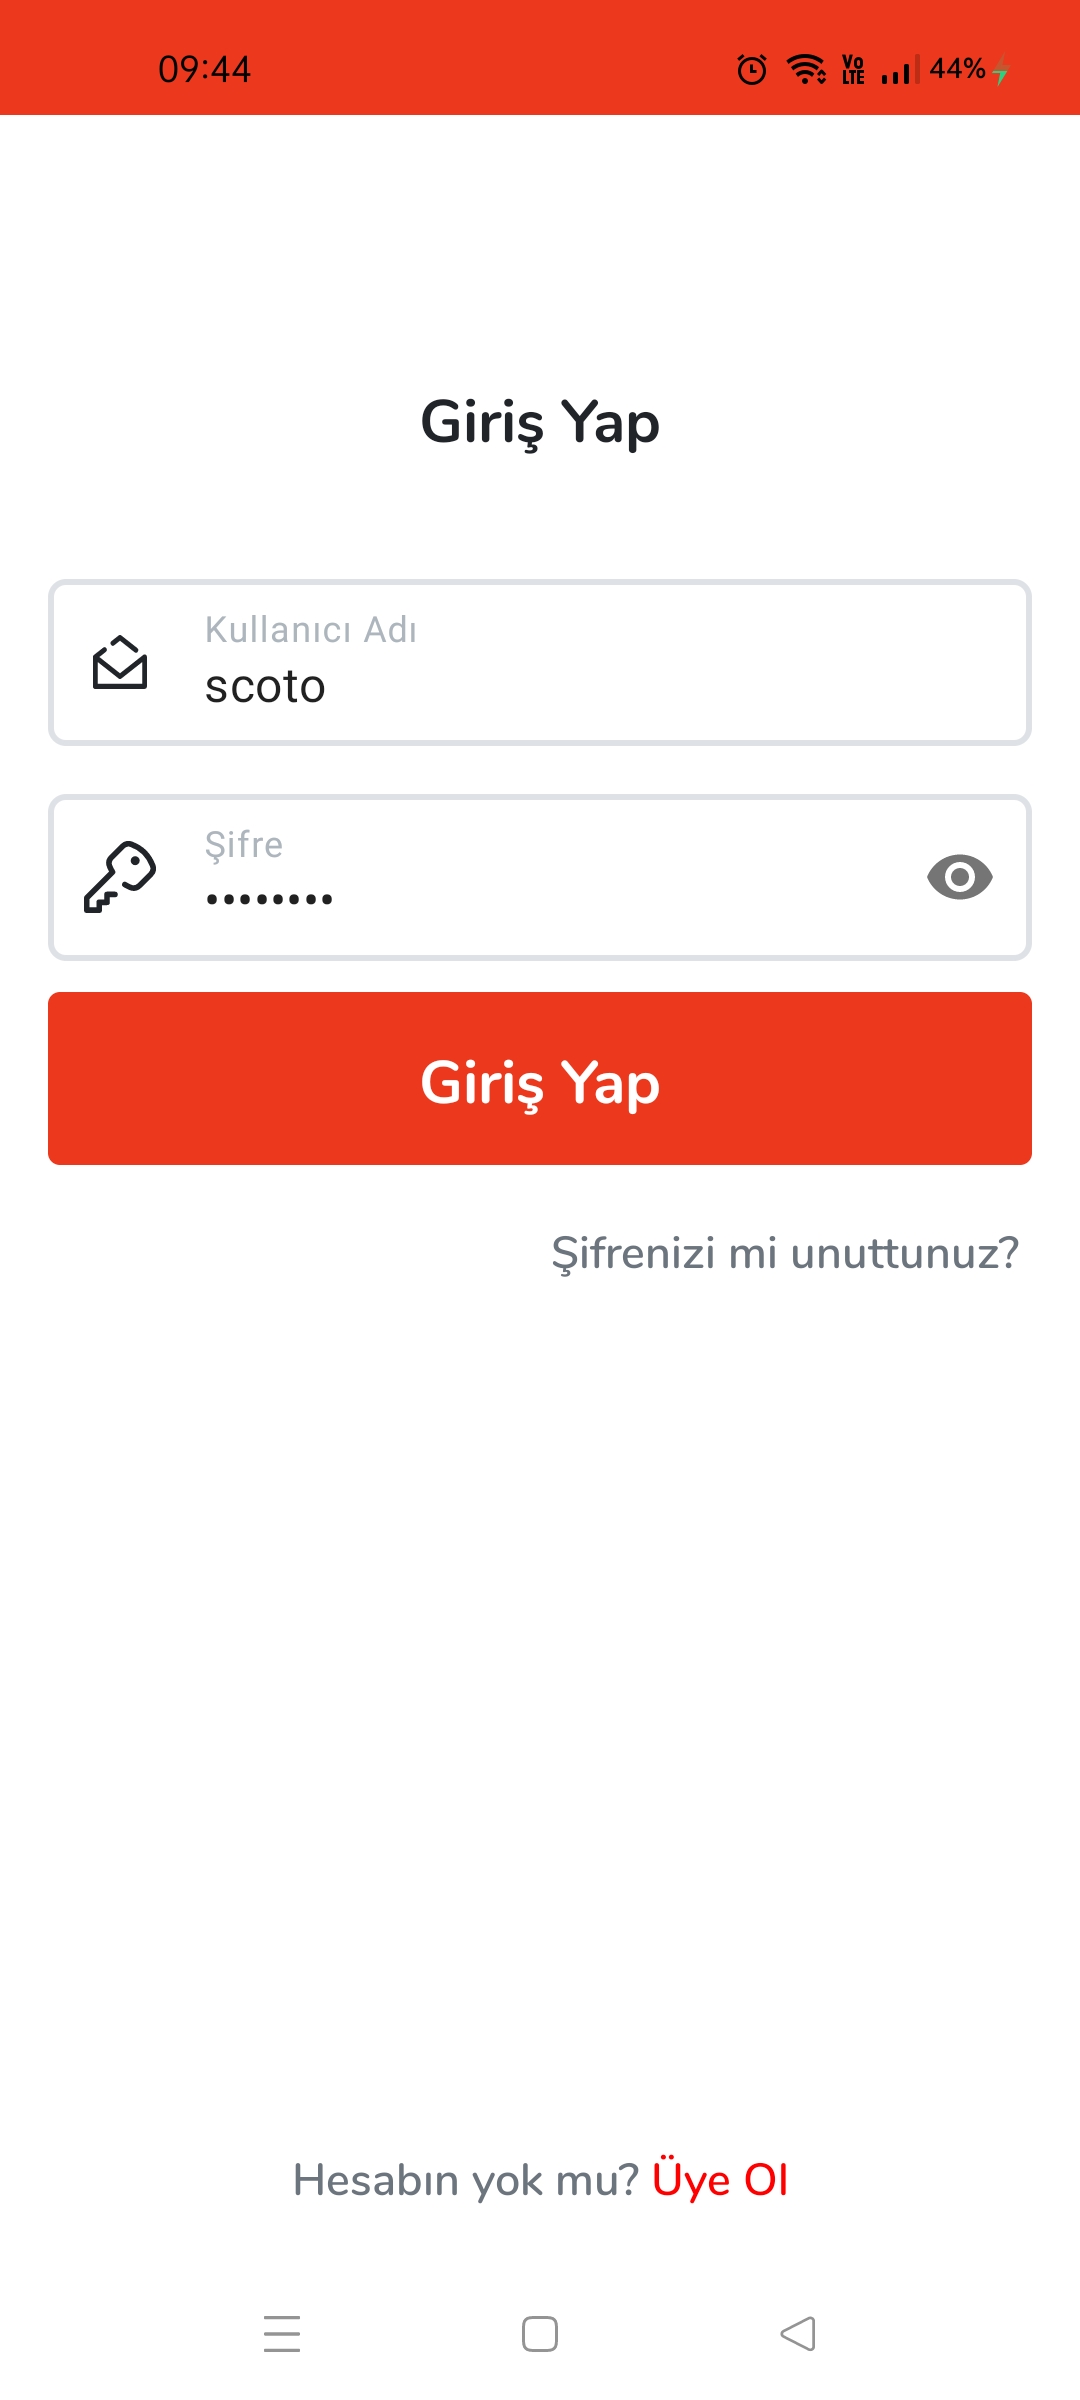 09:44
Vo LTE 44%
Giriş Yap
Kullanıcı Adı
scoto
Şifre
••••••••
Giriş Yap
Şifrenizi mi unuttunuz?
Hesabın yok mu? Üye Ol